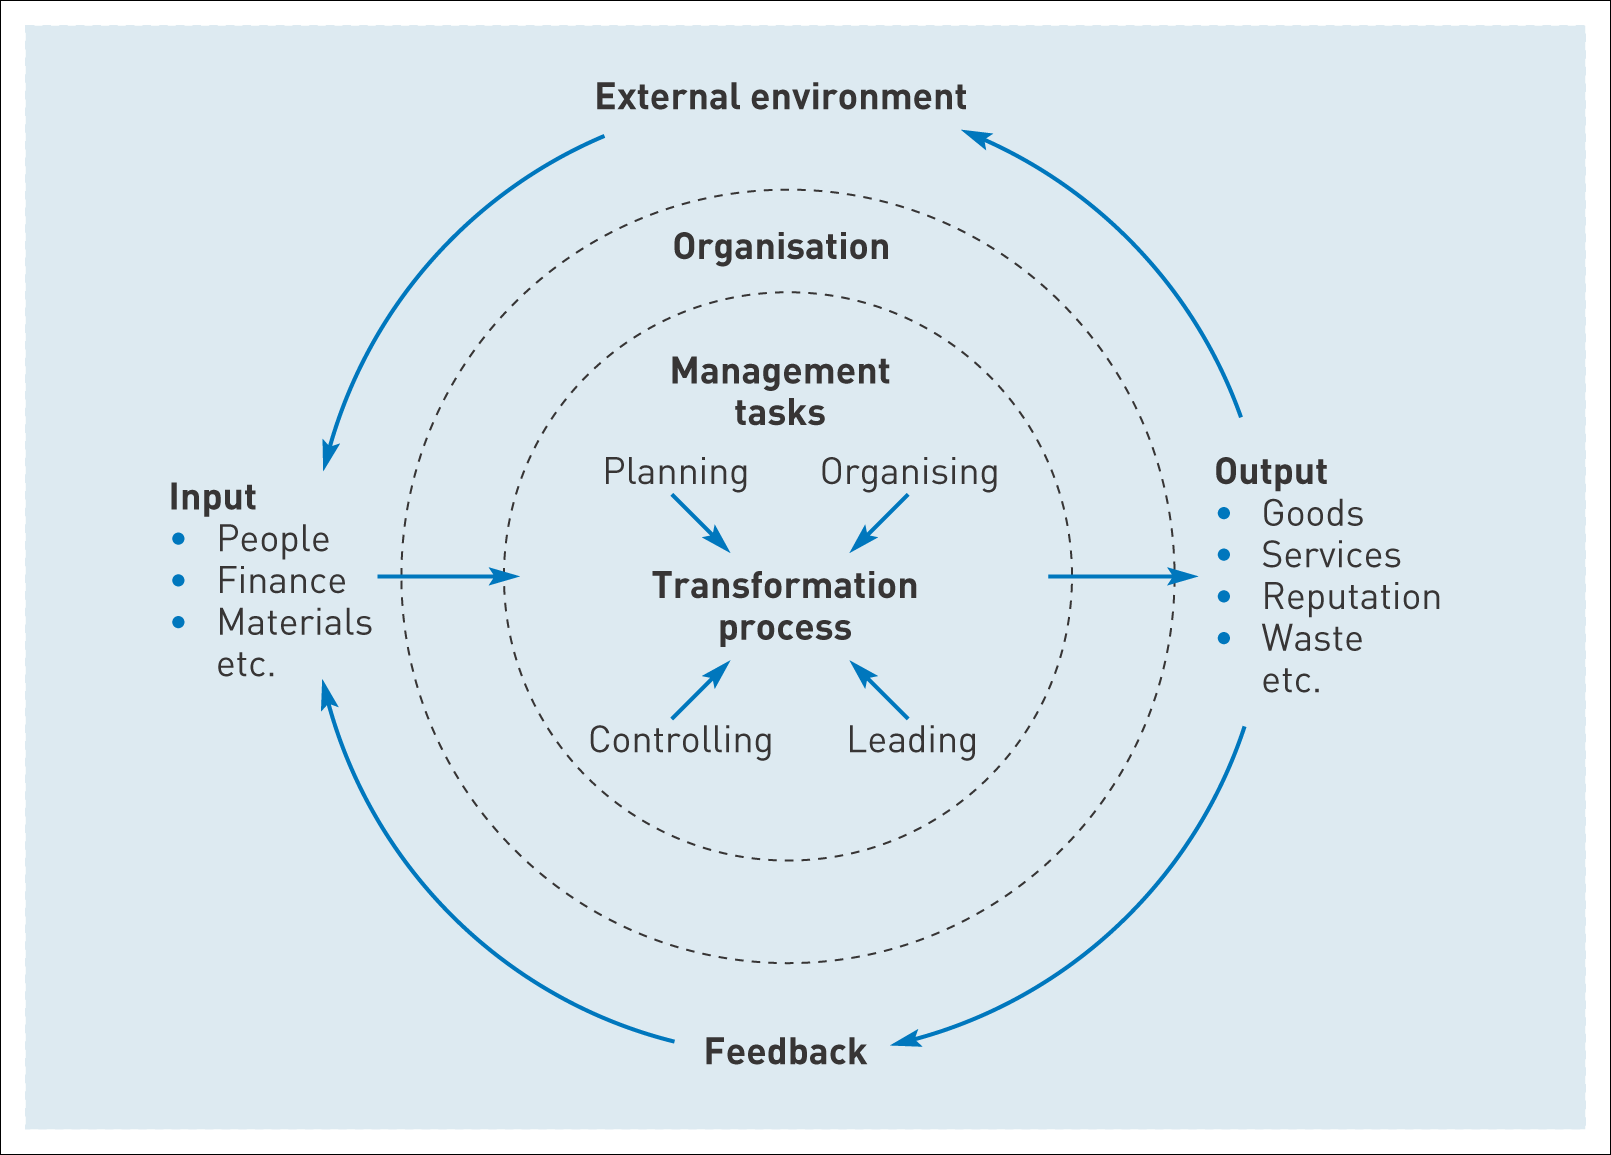 External environment
Organisation
Management
tasks
Planning
Organising
Input
• People
• Finance
• Materials
etc.
Transformation
process
Output
• Goods
• Services
• Reputation
• Waste
etc.
Controlling
Leading
Feedback